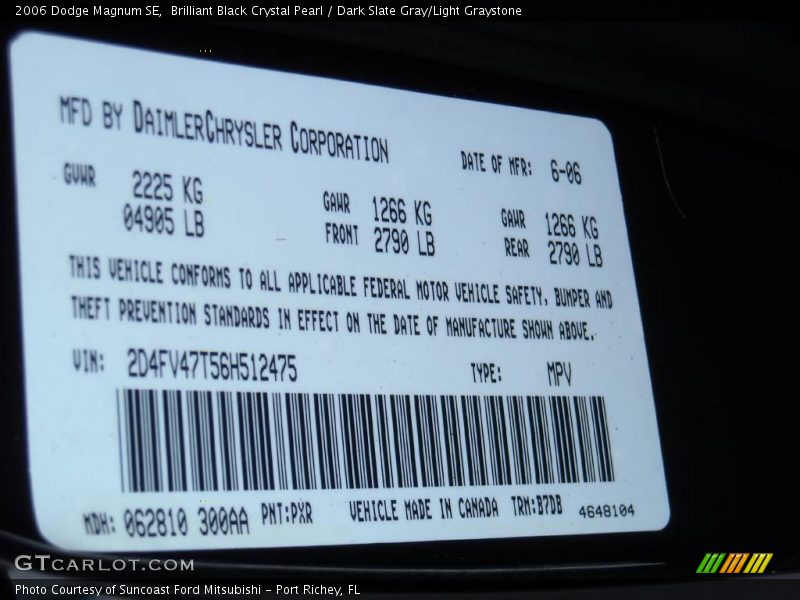 2006 Dodge Magnum SE,  Brilliant Black Crystal Pearl / Dark Slate Gray/Light Graystone
MFD BY DAIMLERCHRYSLER CORPORATION
DATE OF MFR: 6-06
GVWR 2225 KG
04905 LB
GAWR FRONT 1266 KG
2790 LB
GAWR REAR 1266 KG
2790 LB
THIS VEHICLE CONFORMS TO ALL APPLICABLE FEDERAL MOTOR VEHICLE SAFETY, BUMPER AND
THEFT PREVENTION STANDARDS IN EFFECT ON THE DATE OF MANUFACTURE SHOWN ABOVE.
VIN: 2D4FV47T56H512475 TYPE: MPV
MDH: 062810 300AA PNT:PXR VEHICLE MADE IN CANADA TRM:B7DB 4648104
GTCARLOT.COM
Photo Courtesy of Suncoast Ford Mitsubishi - Port Richey, FL